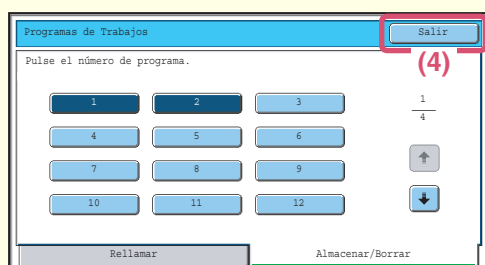 Programas de Trabajos Salir
Pulse el número de programa. (4)
1 2 3 1
4 5 6 4
7 8 9
10 11 12
Rellamar Almacenar/Borrar